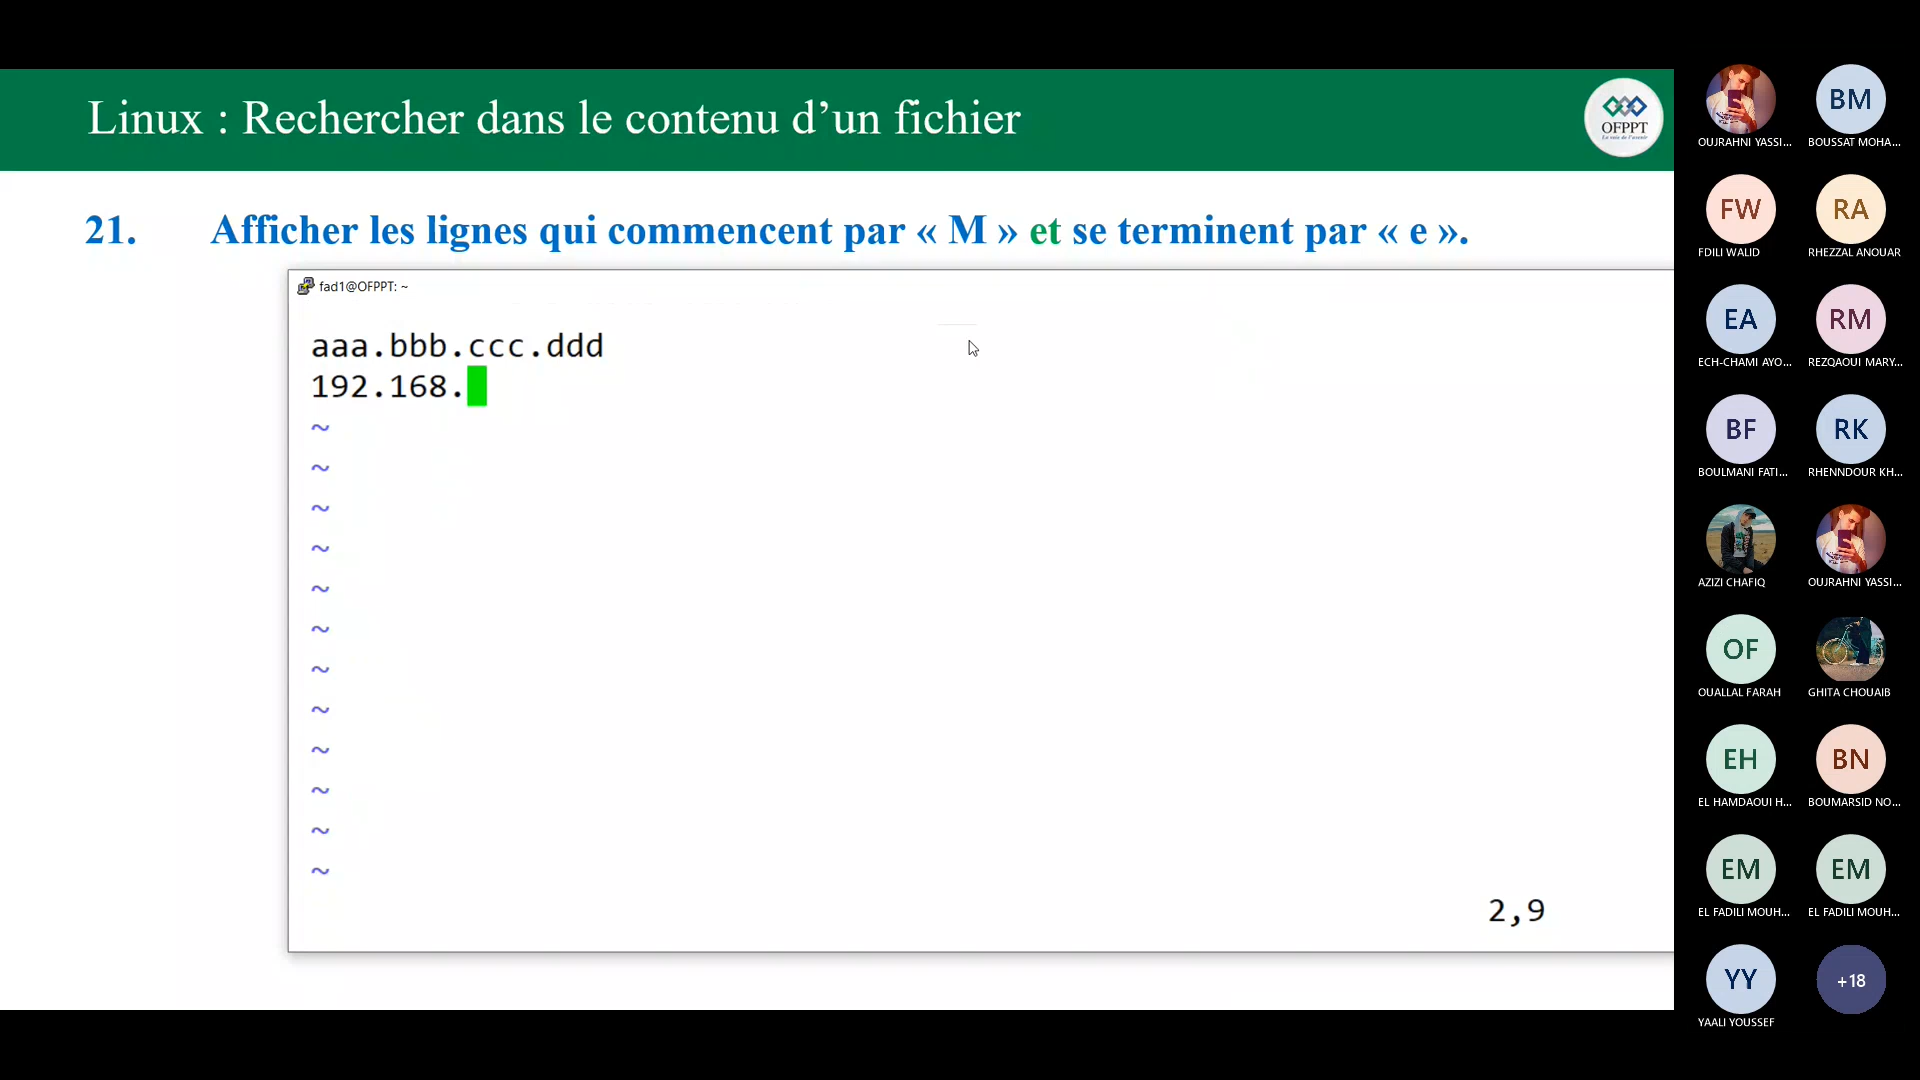 Linux : Rechercher dans le contenu d’un fichier
OFPPT
La voie de l'avenir
21. Afficher les lignes qui commencent par « M » et se terminent par « e ».
fad1@OFPPT: ~
aaa.bbb.ccc.ddd
192.168.
~
~
~
~
~
~
~
~
~
~
~
~
2,9
OUJRAHNI YASSI...
BM
BOUSSAT MOHA...
FW
FDILI WALID
RA
RHEZZAL ANOUAR
EA
ECH-CHAMI AYO...
RM
REZQAOUI MARY...
BF
BOULMANI FATI...
RK
RHENNDOUR KH...
AZIZI CHAFIQ
OUJRAHNI YASSI...
OF
OUALLAL FARAH
GHITA CHOUAIB
EH
EL HAMDAOUI H...
BN
BOUMARSID NO...
EM
EL FADILI MOUH...
EM
EL FADILI MOUH...
YY
YAALI YOUSSEF
+18